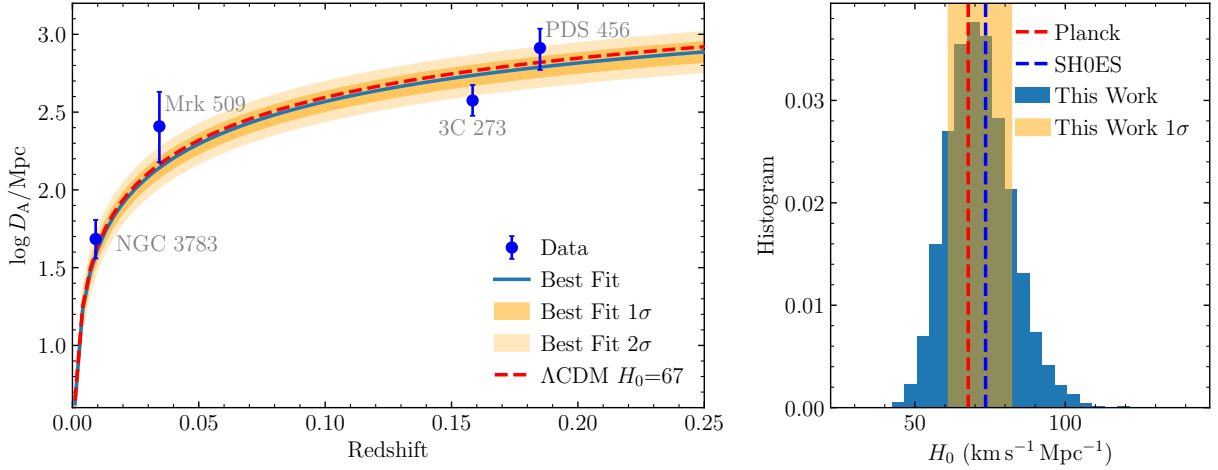 3.0
2.5
2.0
1.5
1.0
log D_A/Mpc
PDS 456
Mrk 509
3C 273
NGC 3783
Data
Best Fit
Best Fit 1σ
Best Fit 2σ
ΛCDM H₀=67
0.00 0.05 0.10 0.15 0.20 0.25
Redshift
0.03
0.02
0.01
0.00
Histogram
Planck
SH0ES
This Work
This Work 1σ
50 100
H₀ (km s⁻¹ Mpc⁻¹)